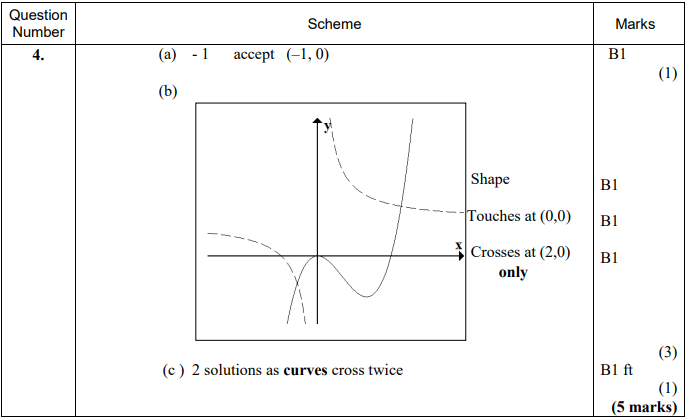 Question Number Scheme Marks
4. (a) - 1 accept (–1, 0) B1
(1)
(b)
y
Shape B1
Touches at (0,0) B1
x Crosses at (2,0) B1
only
(3)
(c ) 2 solutions as curves cross twice B1 ft
(1)
(5 marks)